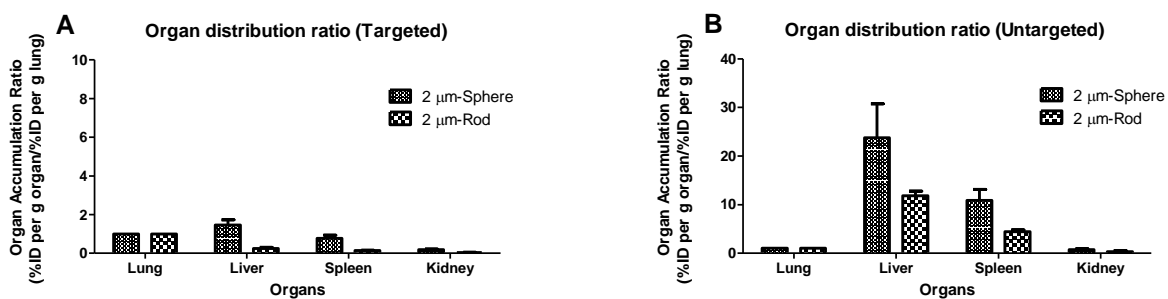 A
Organ distribution ratio (Targeted)
Organ Accumulation Ratio
(%ID per g organ/%ID per g lung)
10
8
6
4
2
0
2 μm-Sphere
2 μm-Rod
Lung Liver Spleen Kidney
Organs
B
Organ distribution ratio (Untargeted)
Organ Accumulation Ratio
(%ID per g organ/%ID per g lung)
40
30
20
10
0
2 μm-Sphere
2 μm-Rod
Lung Liver Spleen Kidney
Organs